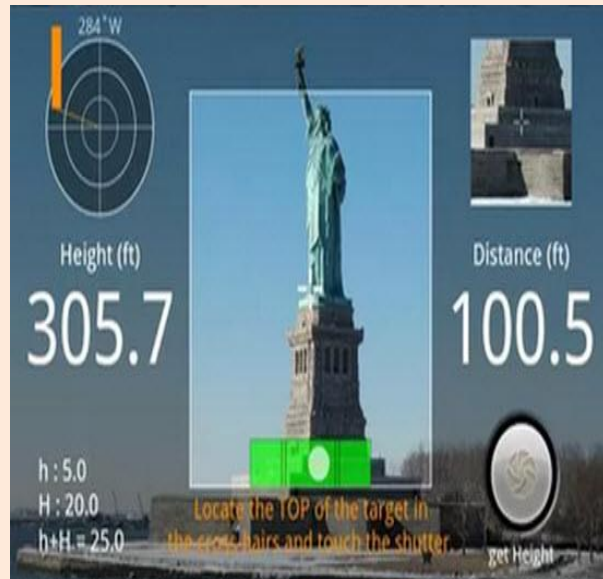 284°W
Height (ft)
305.7
Distance (ft)
100.5
h : 5.0
H : 20.0
h+H = 25.0
Locate the TOP of the target in
the cross-hairs and touch the shutter
get Height